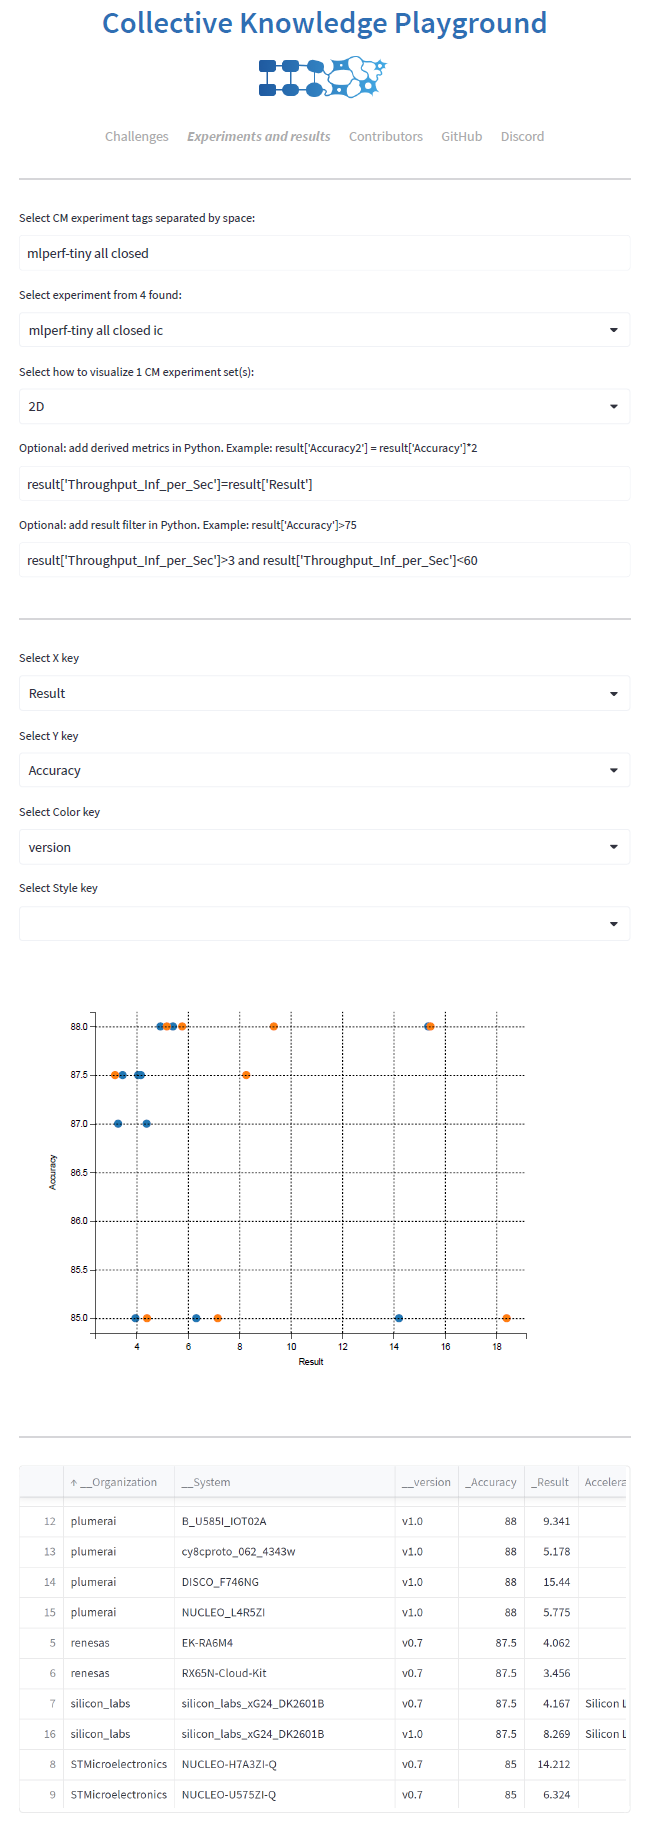 Collective Knowledge Playground
Challenges Experiments and results Contributors GitHub Discord
Select CM experiment tags separated by space:
mlperf-tiny all closed
Select experiment from 4 found:
mlperf-tiny all closed ic
Select how to visualize 1 CM experiment set(s):
2D
Optional: add derived metrics in Python. Example: result['Accuracy2'] = result['Accuracy']*2
result['Throughput_Inf_per_Sec']=result['Result']
Optional: add result filter in Python. Example: result['Accuracy']>75
result['Throughput_Inf_per_Sec']>3 and result['Throughput_Inf_per_Sec']<60
Select X key
Result
Select Y key
Accuracy
Select Color key
version
Select Style key
88.0
87.5
87.0
86.5
86.0
85.5
85.0
Accuracy
4 6 8 10 12 14 16 18
Result
↑ __Organization __System __version _Accuracy _Result Accelera
12 plumerai B_U585I_IOT02A v1.0 88 9.341
13 plumerai cy8cproto_062_4343w v1.0 88 5.178
14 plumerai DISCO_F746NG v1.0 88 15.44
15 plumerai NUCLEO_L4R5ZI v1.0 88 5.775
5 renesas EK-RA6M4 v0.7 87.5 4.062
6 renesas RX65N-Cloud-Kit v0.7 87.5 3.456
7 silicon_labs silicon_labs_xG24_DK2601B v0.7 87.5 4.167 Silicon L
16 silicon_labs silicon_labs_xG24_DK2601B v1.0 87.5 8.269 Silicon L
8 STMicroelectronics NUCLEO-H7A3ZI-Q v0.7 85 14.212
9 STMicroelectronics NUCLEO-U575ZI-Q v0.7 85 6.324